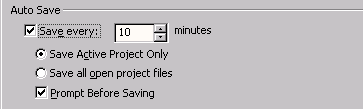 Auto Save
Save every: 10 minutes
Save Active Project Only
Save all open project files
Prompt Before Saving